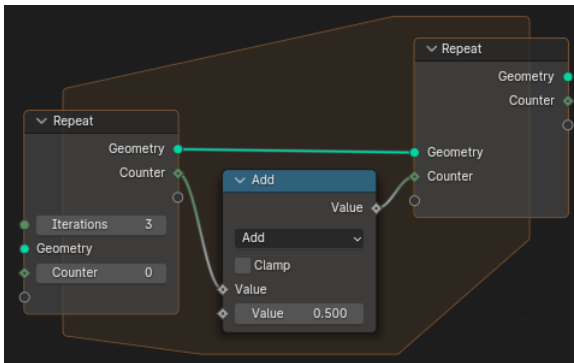 Repeat
Geometry
Counter
Iterations 3
Geometry
Counter 0
Add
Value
Add
Clamp
Value
Value 0.500
Repeat
Geometry
Counter
Geometry
Counter